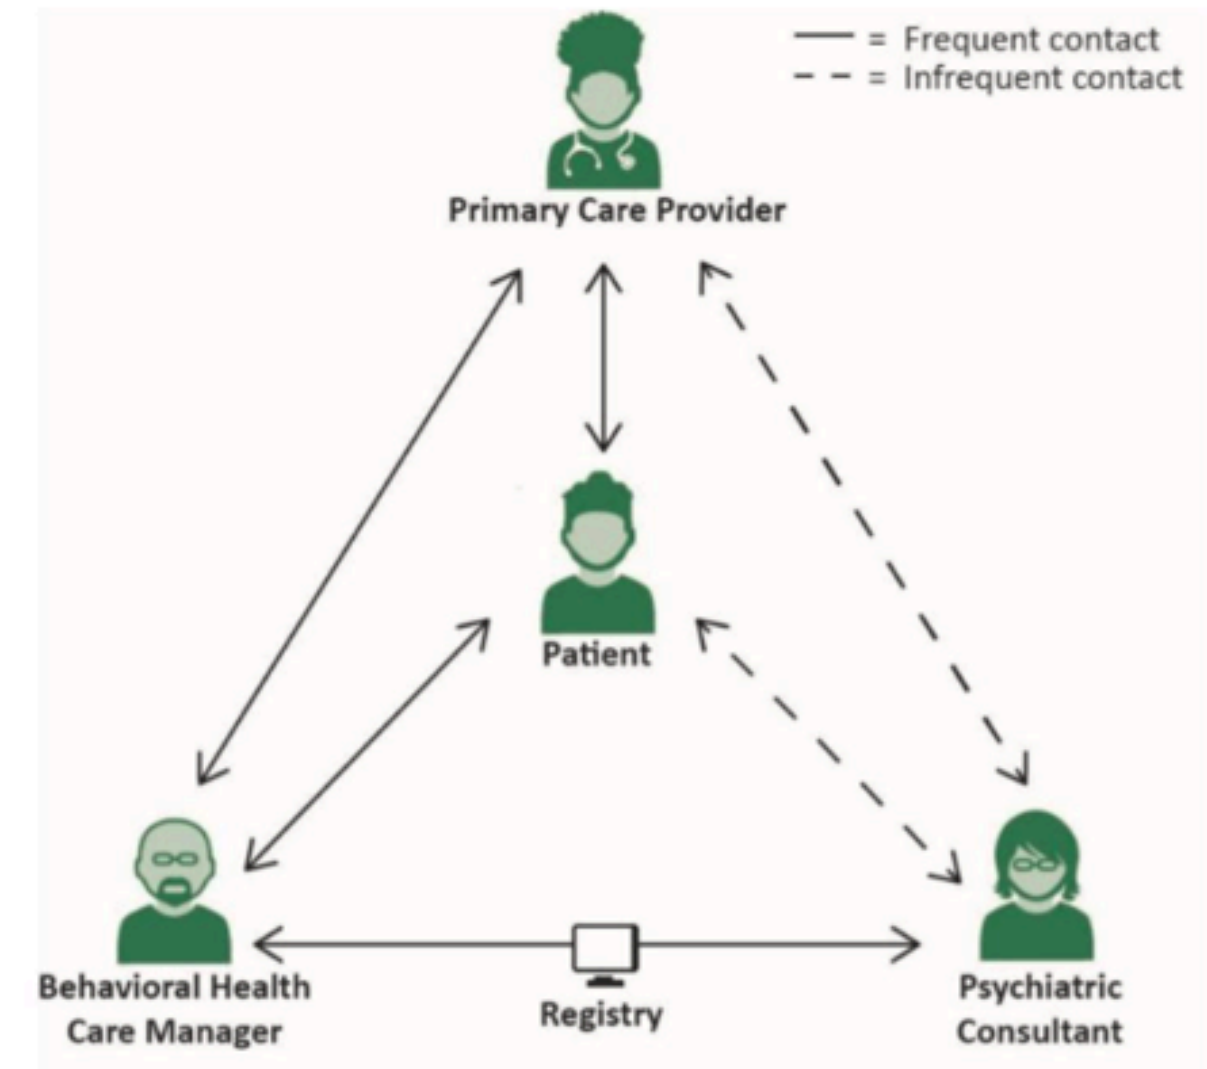 — = Frequent contact
– – = Infrequent contact
Primary Care Provider
Patient
Behavioral Health
Care Manager
Registry
Psychiatric
Consultant